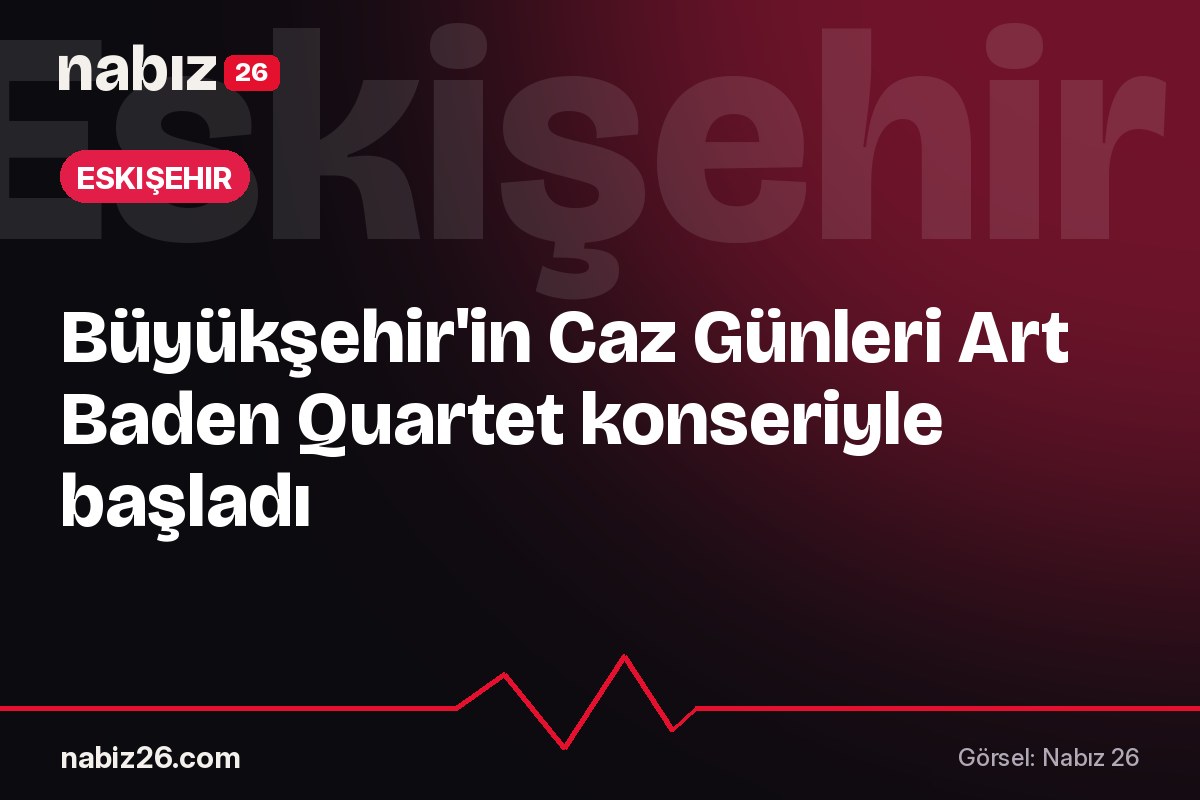 Eskişehir
nabız 26
ESKIŞEHIR
Büyükşehir'in Caz Günleri Art
Baden Quartet konseriyle
başladı
nabiz26.com
Görsel: Nabız 26